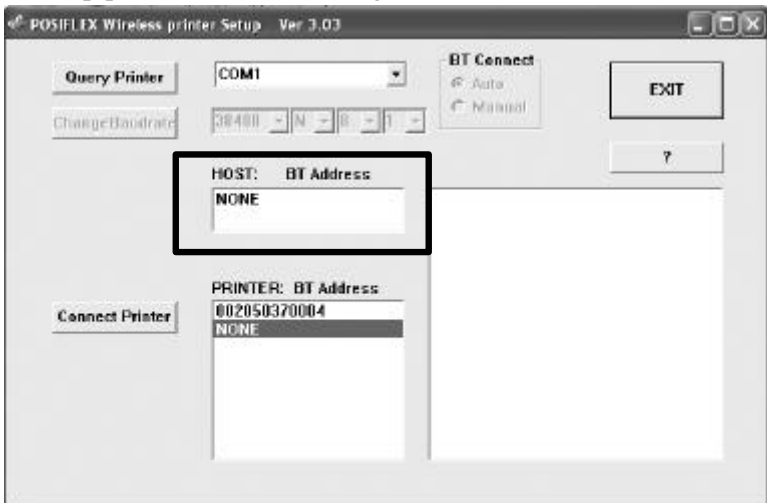 POSIFLEX Wireless printer Setup Ver 3.03
Query Printer
COM1
BT Connect
Auto
Manual
EXIT
ChangeBaudrate
38400 N 8 1
?
HOST: BT Address
NONE
PRINTER: BT Address
002050370004
NONE
Connect Printer